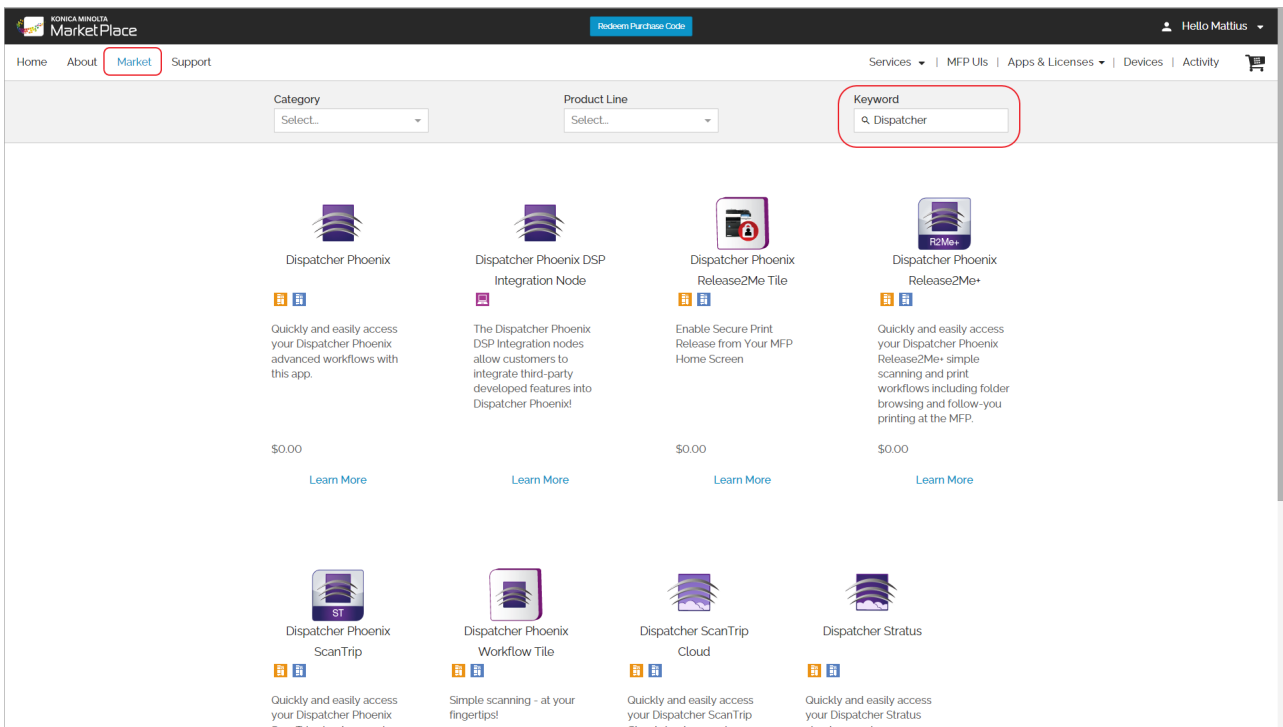 KONICA MINOLTA
MarketPlace
Redeem Purchase Code
Hello Mattius
Home About Market Support
Services | MFP UIs | Apps & Licenses | Devices | Activity
Category
Select...
Product Line
Select...
Keyword
Dispatcher
Dispatcher Phoenix
Quickly and easily access
your Dispatcher Phoenix
advanced workflows with
this app.
$0.00
Learn More
Dispatcher Phoenix DSP
Integration Node
The Dispatcher Phoenix
DSP Integration nodes
allow customers to
integrate third-party
developed features into
Dispatcher Phoenix!
Learn More
Dispatcher Phoenix
Release2Me Tile
Enable Secure Print
Release from Your MFP
Home Screen
$0.00
Learn More
R2Me+
Dispatcher Phoenix
Release2Me+
Quickly and easily access
your Dispatcher Phoenix
Release2Me+ simple
scanning and print
workflows including folder
browsing and follow-you
printing at the MFP.
$0.00
Learn More
ST
Dispatcher Phoenix
ScanTrip
Quickly and easily access
your Dispatcher Phoenix
Dispatcher Phoenix
Workflow Tile
Simple scanning - at your
fingertips!
Dispatcher ScanTrip
Cloud
Quickly and easily access
your Dispatcher ScanTrip
Dispatcher Stratus
Quickly and easily access
your Dispatcher Stratus